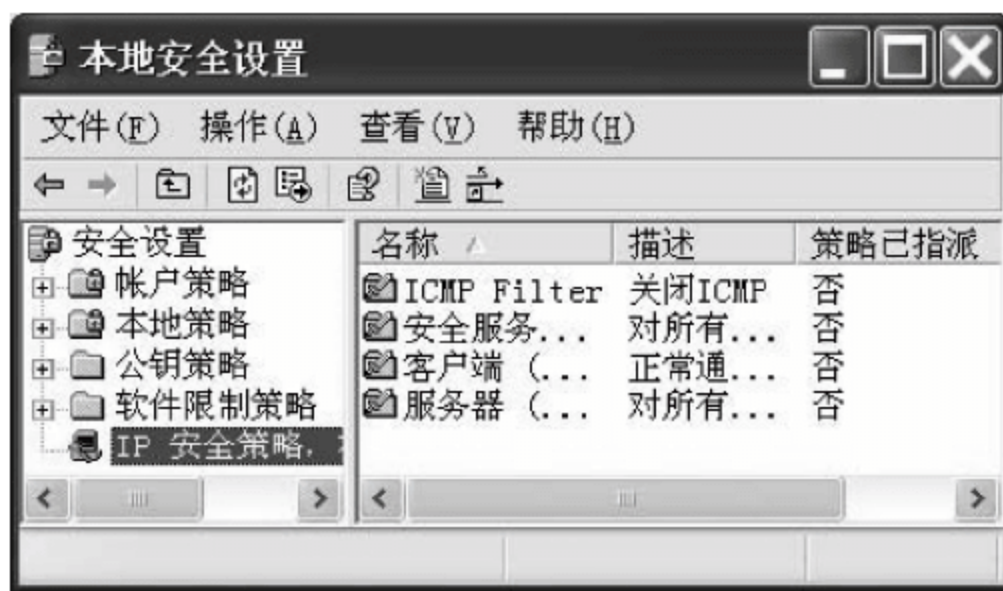 本地安全设置
文件(F) 操作(A) 查看(V) 帮助(H)
安全设置
帐户策略
本地策略
公钥策略
软件限制策略
IP 安全策略,
名称 描述 策略已指派
ICMP Filter 关闭ICMP 否
安全服务... 对所有... 否
客户端 (... 正常通... 否
服务器 (... 对所有... 否